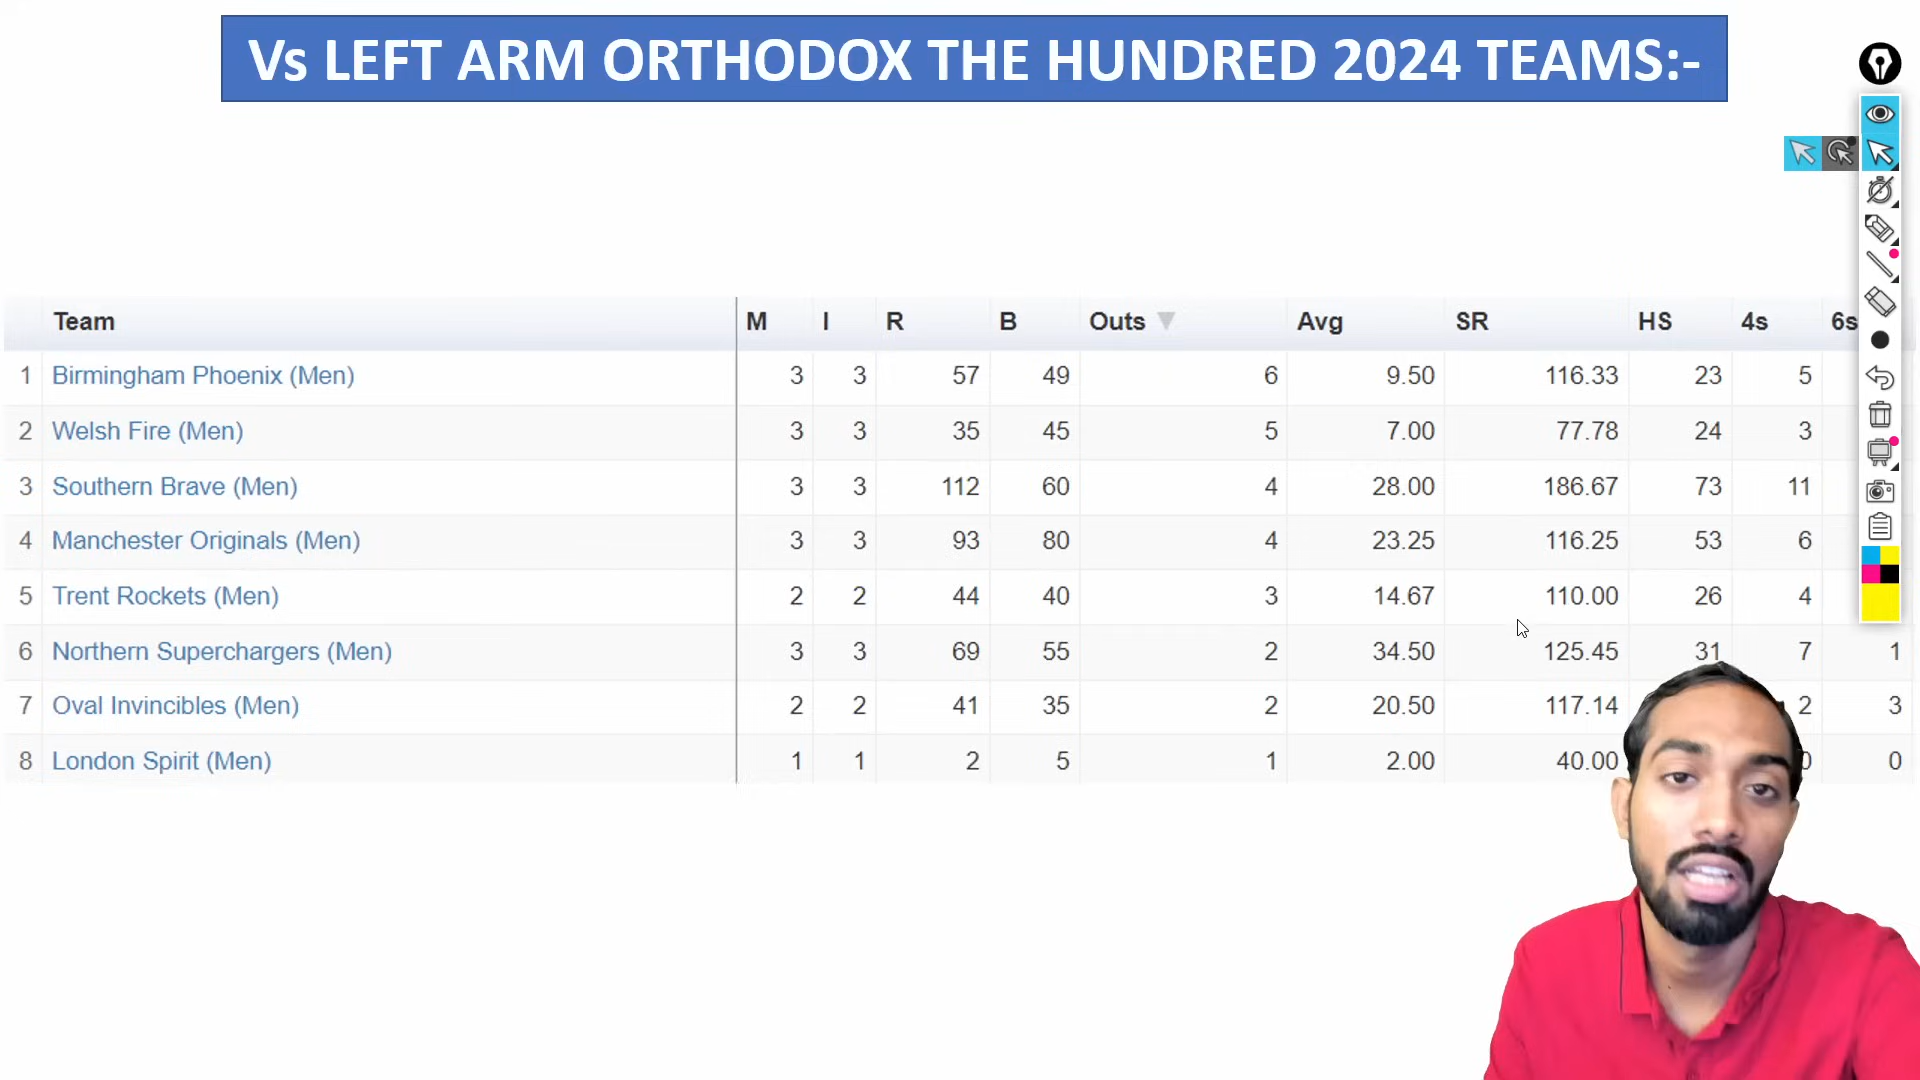 Vs LEFT ARM ORTHODOX THE HUNDRED 2024 TEAMS:-
Team M I R B Outs Avg SR HS 4s 6s
1 Birmingham Phoenix (Men) 3 3 57 49 6 9.50 116.33 23 5
2 Welsh Fire (Men) 3 3 35 45 5 7.00 77.78 24 3
3 Southern Brave (Men) 3 3 112 60 4 28.00 186.67 73 11
4 Manchester Originals (Men) 3 3 93 80 4 23.25 116.25 53 6
5 Trent Rockets (Men) 2 2 44 40 3 14.67 110.00 26 4
6 Northern Superchargers (Men) 3 3 69 55 2 34.50 125.45 31 7 1
7 Oval Invincibles (Men) 2 2 41 35 2 20.50 117.14 2 3
8 London Spirit (Men) 1 1 2 5 1 2.00 40.00 0 0